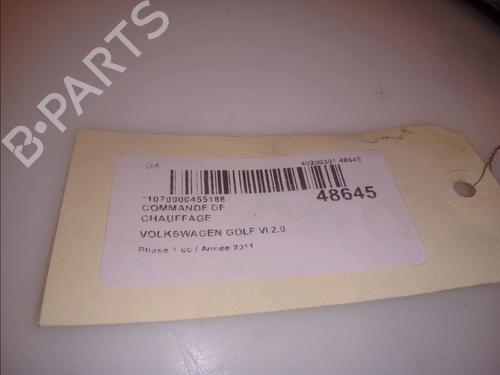 B-PARTS
GA
40200301 48645
*1070000455188
48645
COMMANDE DE
CHAUFFAGE
VOLKSWAGEN GOLF VI 2.0
Phase 1 cc / Année 2011